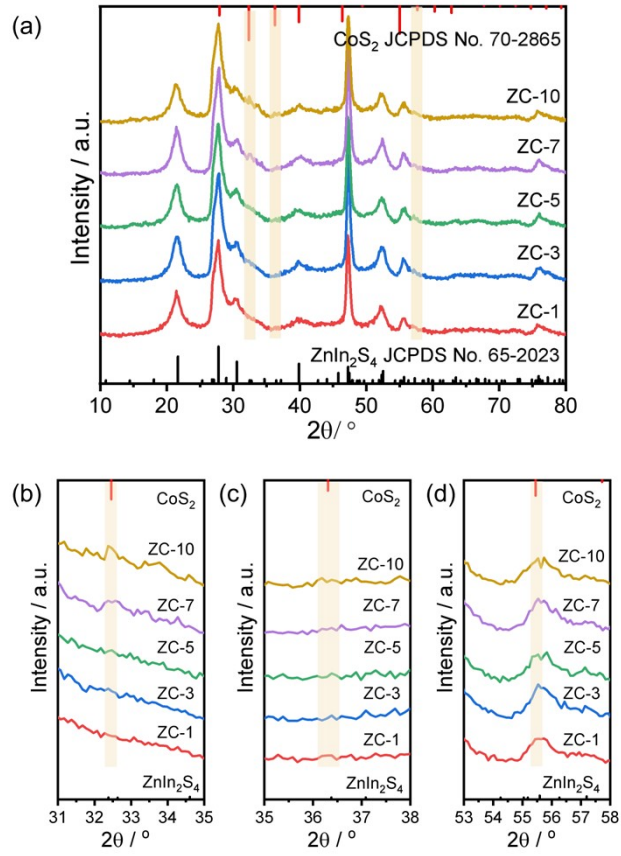 (a)
CoS₂ JCPDS No. 70-2865
ZC-10
ZC-7
ZC-5
ZC-3
ZC-1
ZnIn₂S₄ JCPDS No. 65-2023
Intensity / a.u.
10 20 30 40 50 60 70 80
2θ/ °
(b)
CoS₂
ZC-10
ZC-7
ZC-5
ZC-3
ZC-1
ZnIn₂S₄
Intensity / a.u.
31 32 33 34 35
2θ / °
(c)
CoS₂
ZC-10
ZC-7
ZC-5
ZC-3
ZC-1
ZnIn₂S₄
Intensity / a.u.
35 36 37 38
2θ / °
(d)
CoS₂
ZC-10
ZC-7
ZC-5
ZC-3
ZC-1
ZnIn₂S₄
Intensity / a.u.
53 54 55 56 57 58
2θ / °